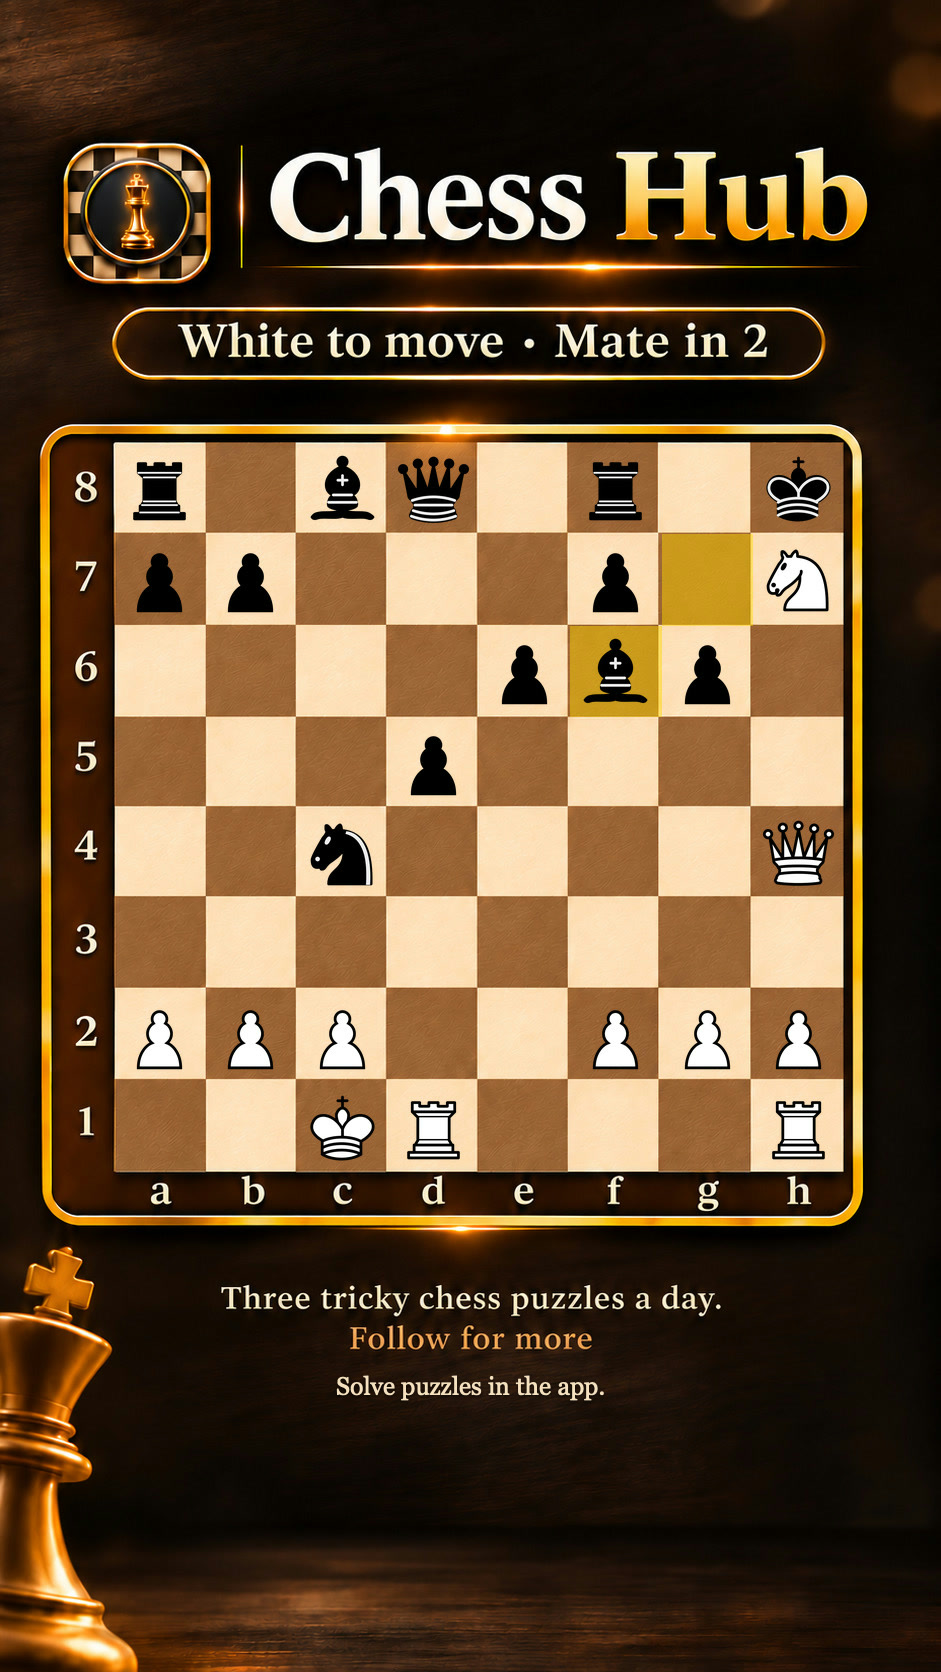 Chess Hub
White to move • Mate in 2
8
7
6
5
4
3
2
1
a b c d e f g h
Three tricky chess puzzles a day.
Follow for more
Solve puzzles in the app.